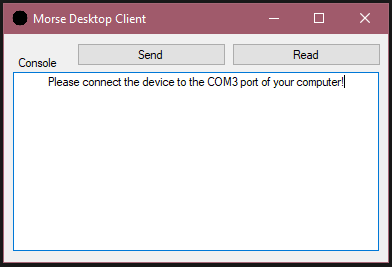 Morse Desktop Client
Send
Read
Console
Please connect the device to the COM3 port of your computer!